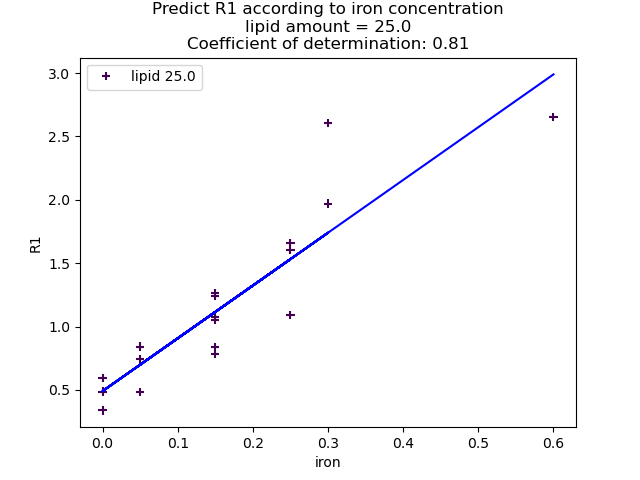 Predict R1 according to iron concentration
lipid amount = 25.0
Coefficient of determination: 0.81
lipid 25.0
3.0
2.5
2.0
1.5
1.0
0.5
R1
0.0 0.1 0.2 0.3 0.4 0.5 0.6
iron